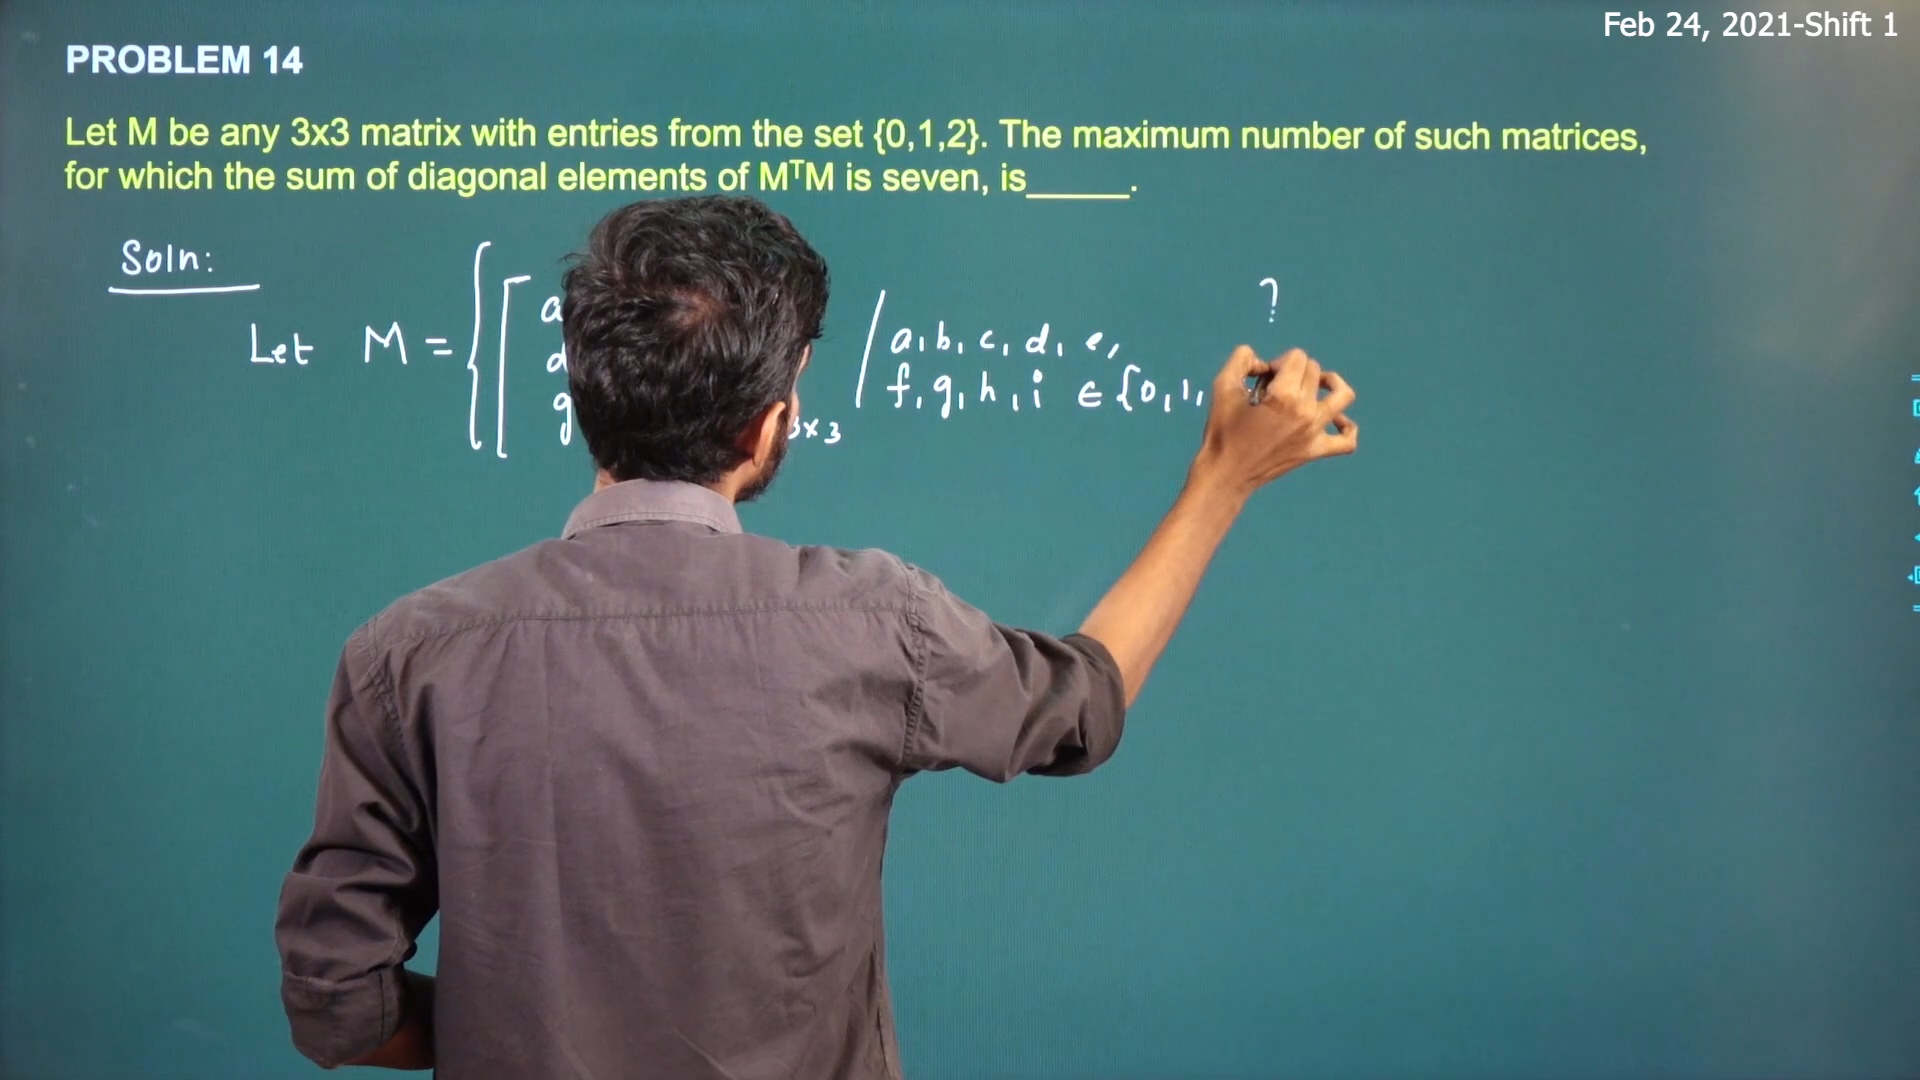 Feb 24, 2021-Shift 1
PROBLEM 14
Let M be any 3x3 matrix with entries from the set {0,1,2}. The maximum number of such matrices,
for which the sum of diagonal elements of MᵀM is seven, is_____.
Soln:
Let M = { [ a
d
g
3×3
/ a, b, c, d, e,
f, g, h, i ∈ {0, 1,
?